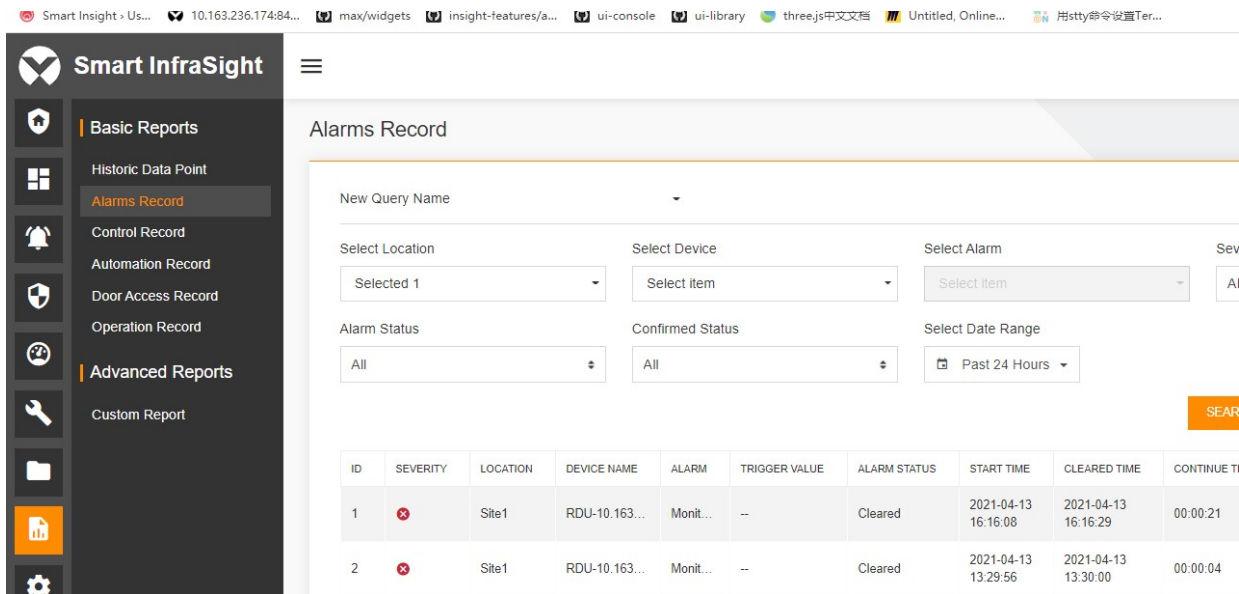 Smart Insight › Us... 10.163.236.174:84... max/widgets insight-features/a... ui-console ui-library three.js中文文档 Untitled, Online... 用stty命令设置Ter...
Smart InfraSight
Basic Reports
Historic Data Point
Alarms Record
Control Record
Automation Record
Door Access Record
Operation Record
Advanced Reports
Custom Report
Alarms Record
New Query Name
Select Location Select Device Select Alarm Sev
Selected 1 Select item Select item Al
Alarm Status Confirmed Status Select Date Range
All All Past 24 Hours
SEAR
ID SEVERITY LOCATION DEVICE NAME ALARM TRIGGER VALUE ALARM STATUS START TIME CLEARED TIME CONTINUE TI
1 Site1 RDU-10.163... Monit... -- Cleared 2021-04-13 16:16:08 2021-04-13 16:16:29 00:00:21
2 Site1 RDU-10.163... Monit... -- Cleared 2021-04-13 13:29:56 2021-04-13 13:30:00 00:00:04